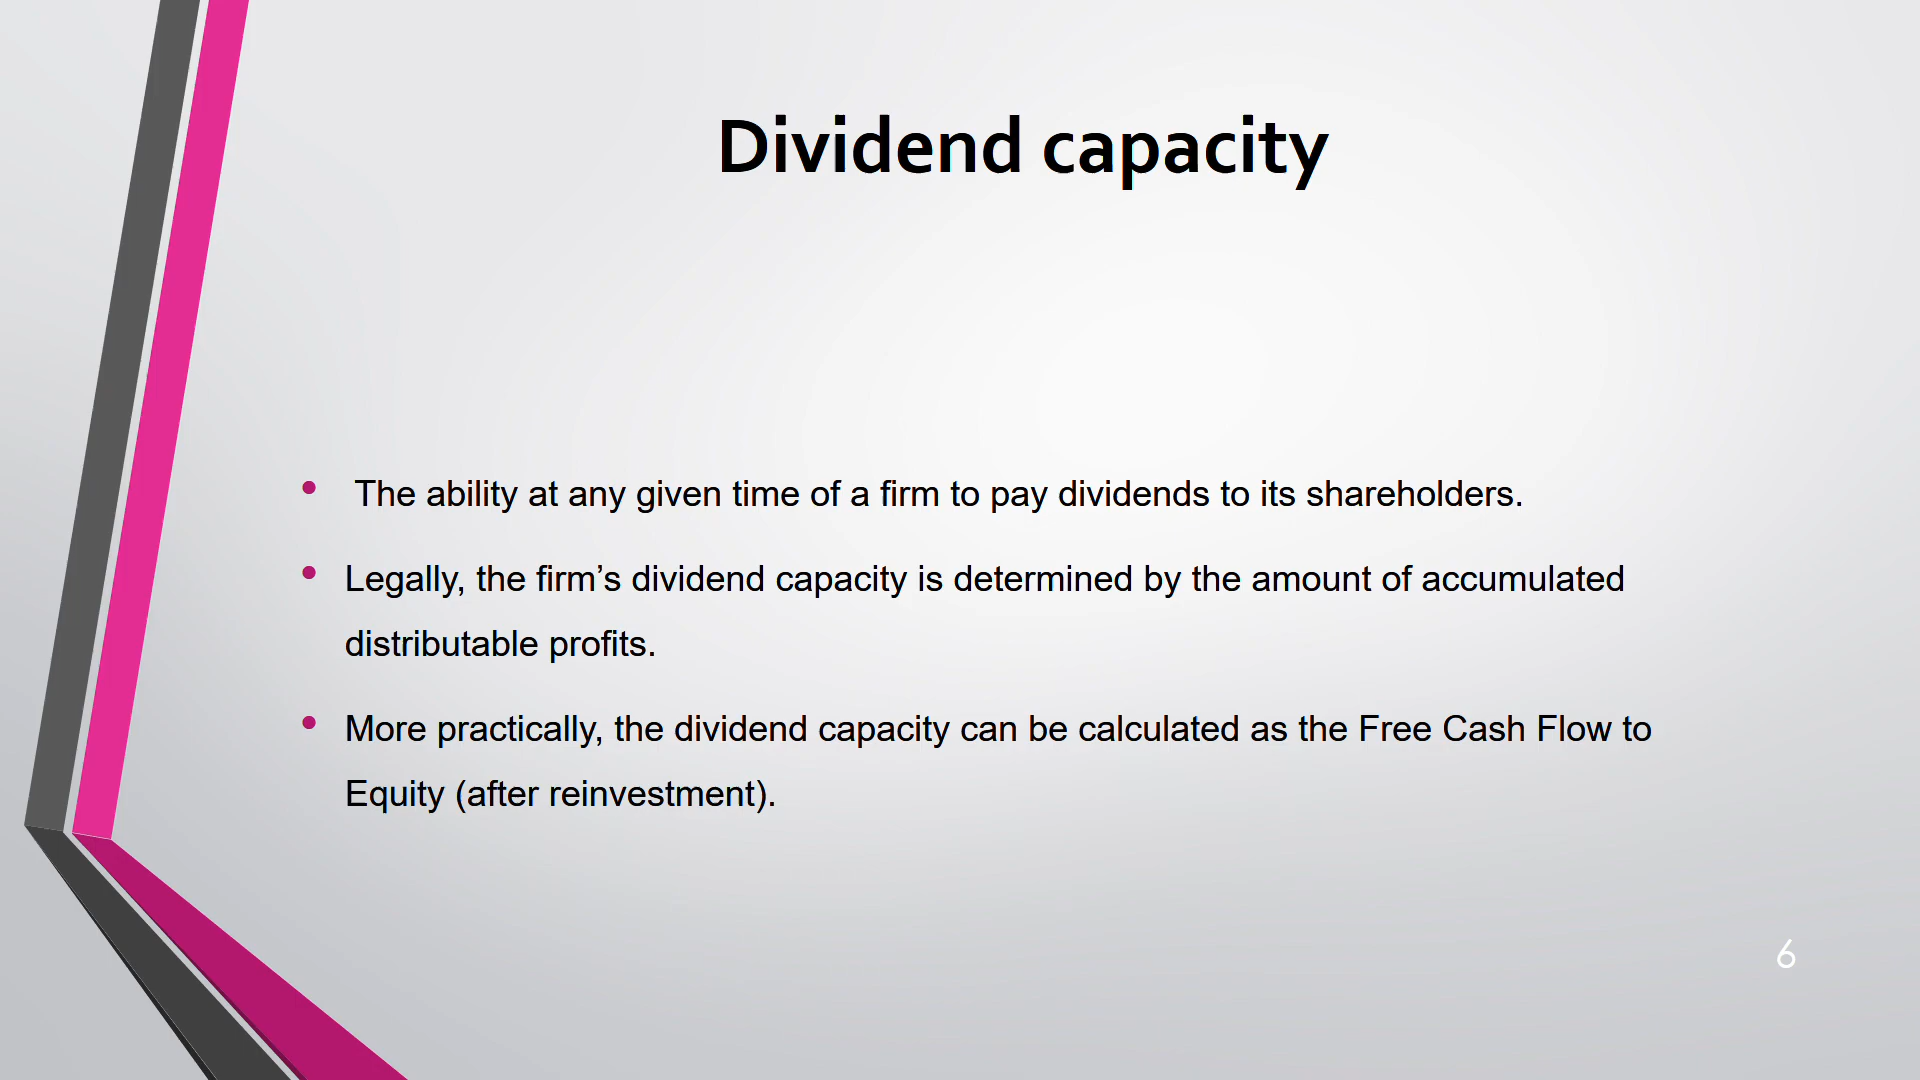 Dividend capacity
• The ability at any given time of a firm to pay dividends to its shareholders.
• Legally, the firm’s dividend capacity is determined by the amount of accumulated
distributable profits.
• More practically, the dividend capacity can be calculated as the Free Cash Flow to
Equity (after reinvestment).
6